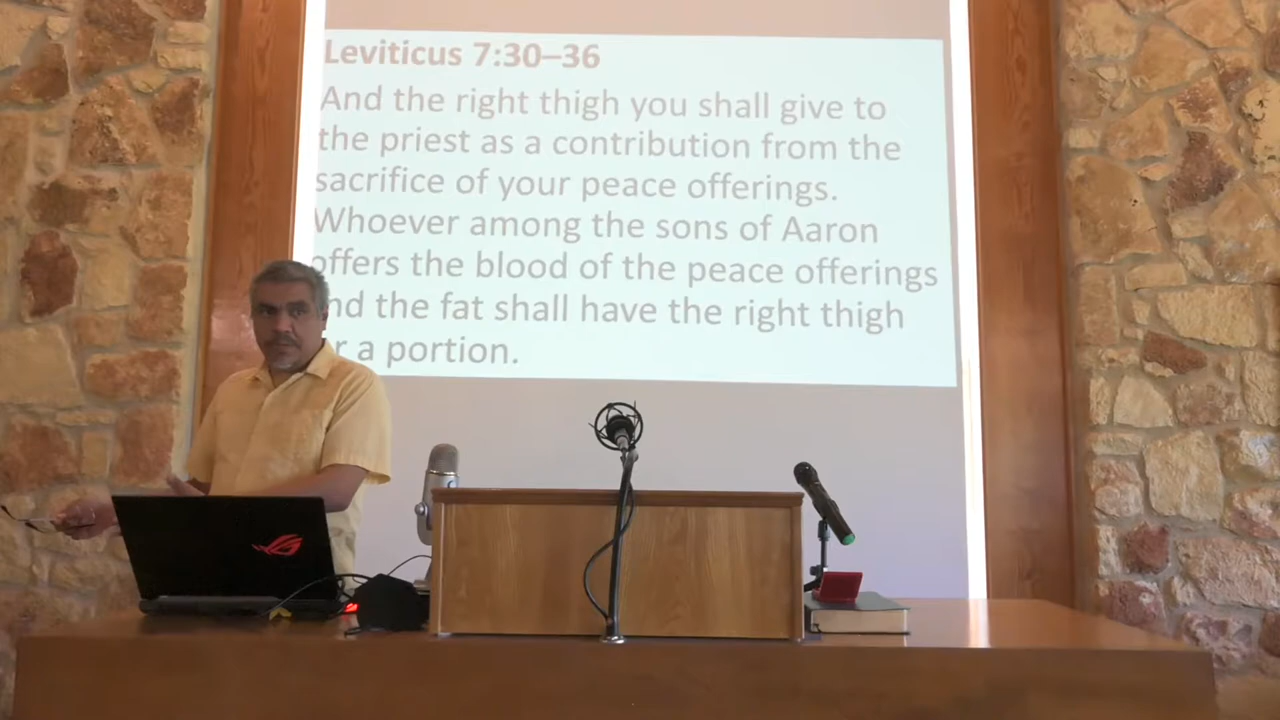 Leviticus 7:30–36
And the right thigh you shall give to
the priest as a contribution from the
sacrifice of your peace offerings.
Whoever among the sons of Aaron
offers the blood of the peace offerings
nd the fat shall have the right thigh
r a portion.